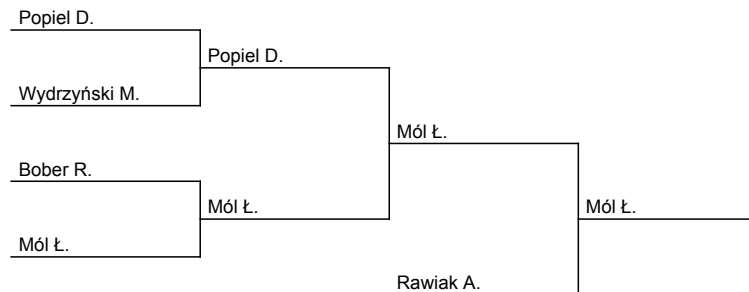 Popiel D.
Popiel D.
Wydrzyński M.
Mól Ł.
Bober R.
Mól Ł.
Mól Ł.
Mól Ł.
Rawiak A.